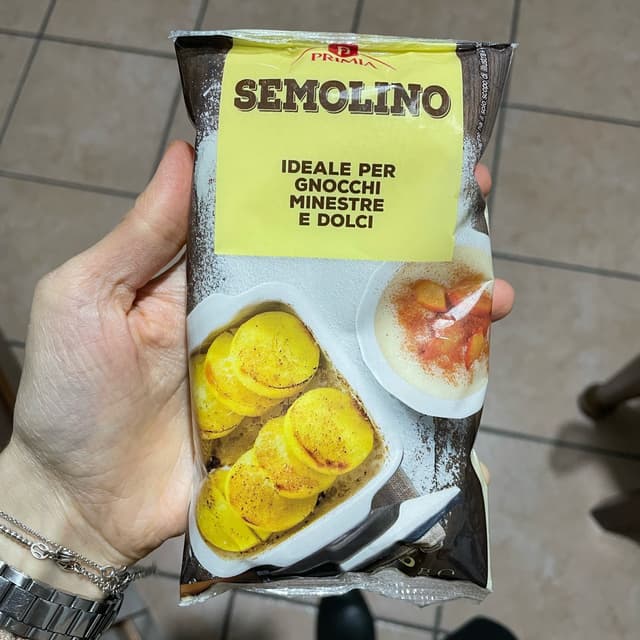 PRIMIA
SEMOLINO
IDEALE PER
GNOCCHI
MINESTRE
E DOLCI